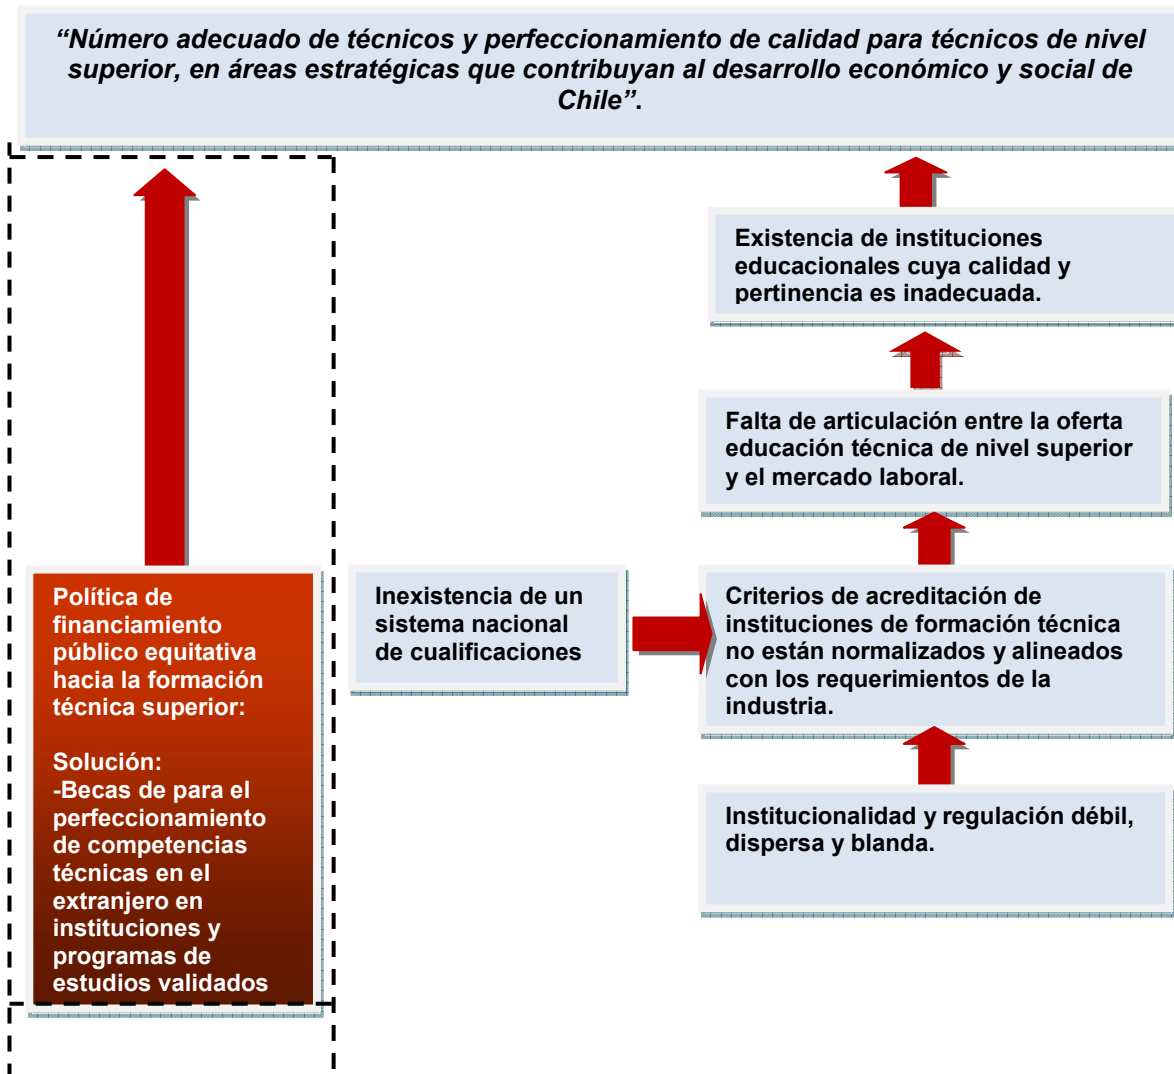 “Número adecuado de técnicos y perfeccionamiento de calidad para técnicos de nivel
superior, en áreas estratégicas que contribuyan al desarrollo económico y social de
Chile”.
Existencia de instituciones
educacionales cuya calidad y
pertinencia es inadecuada.
Falta de articulación entre la oferta
educación técnica de nivel superior
y el mercado laboral.
Política de
financiamiento
público equitativa
hacia la formación
técnica superior:
Solución:
-Becas de para el
perfeccionamiento
de competencias
técnicas en el
extranjero en
instituciones y
programas de
estudios validados
Inexistencia de un
sistema nacional
de cualificaciones
Criterios de acreditación de
instituciones de formación técnica
no están normalizados y alineados
con los requerimientos de la
industria.
Institucionalidad y regulación débil,
dispersa y blanda.